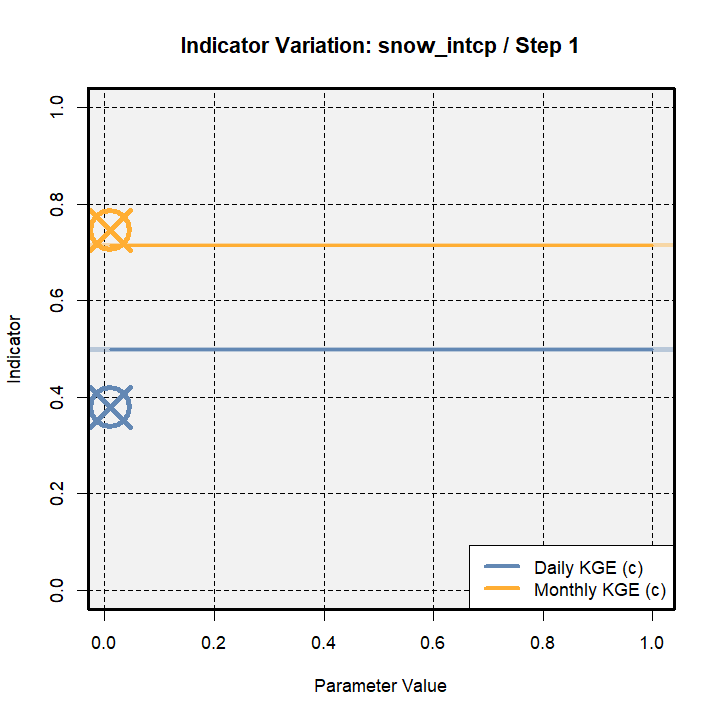 Indicator Variation: snow_intcp / Step 1
1.0
0.8
0.6
0.4
0.2
0.0
Indicator
Daily KGE (c)
Monthly KGE (c)
0.0 0.2 0.4 0.6 0.8 1.0
Parameter Value